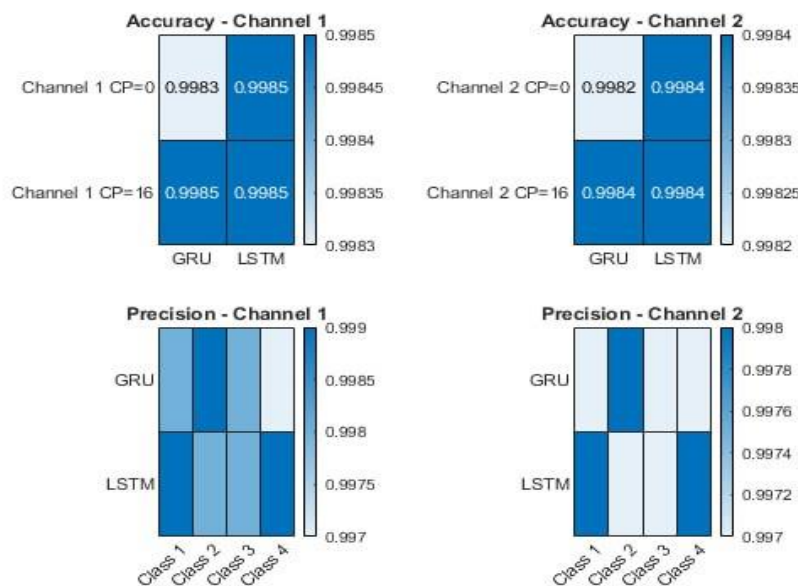 Accuracy - Channel 1
Channel 1 CP=0
0.9983
0.9985
Channel 1 CP=16
0.9985
0.9985
GRU
LSTM
0.9985
0.99845
0.9984
0.99835
0.9983
Accuracy - Channel 2
Channel 2 CP=0
0.9982
0.9984
Channel 2 CP=16
0.9984
0.9984
GRU
LSTM
0.9984
0.99835
0.9983
0.99825
0.9982
Precision - Channel 1
GRU
LSTM
Class 1
Class 2
Class 3
Class 4
0.999
0.9985
0.998
0.9975
0.997
Precision - Channel 2
GRU
LSTM
Class 1
Class 2
Class 3
Class 4
0.998
0.9978
0.9976
0.9974
0.9972
0.997